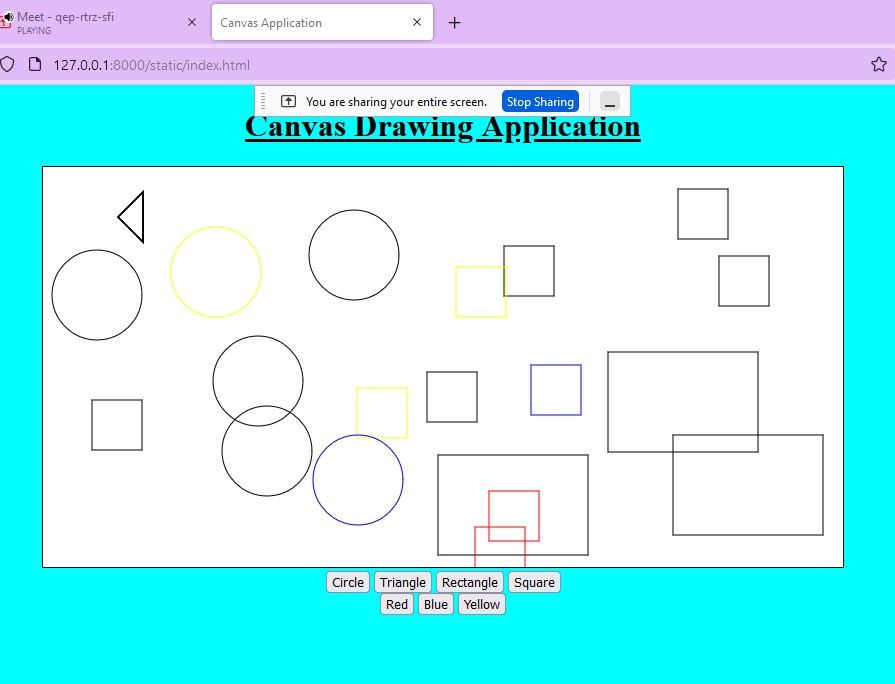 Meet - qep-rtrz-sfi
PLAYING
Canvas Application
127.0.0.1:8000/static/index.html
You are sharing your entire screen. Stop Sharing
Canvas Drawing Application
Circle Triangle Rectangle Square
Red Blue Yellow